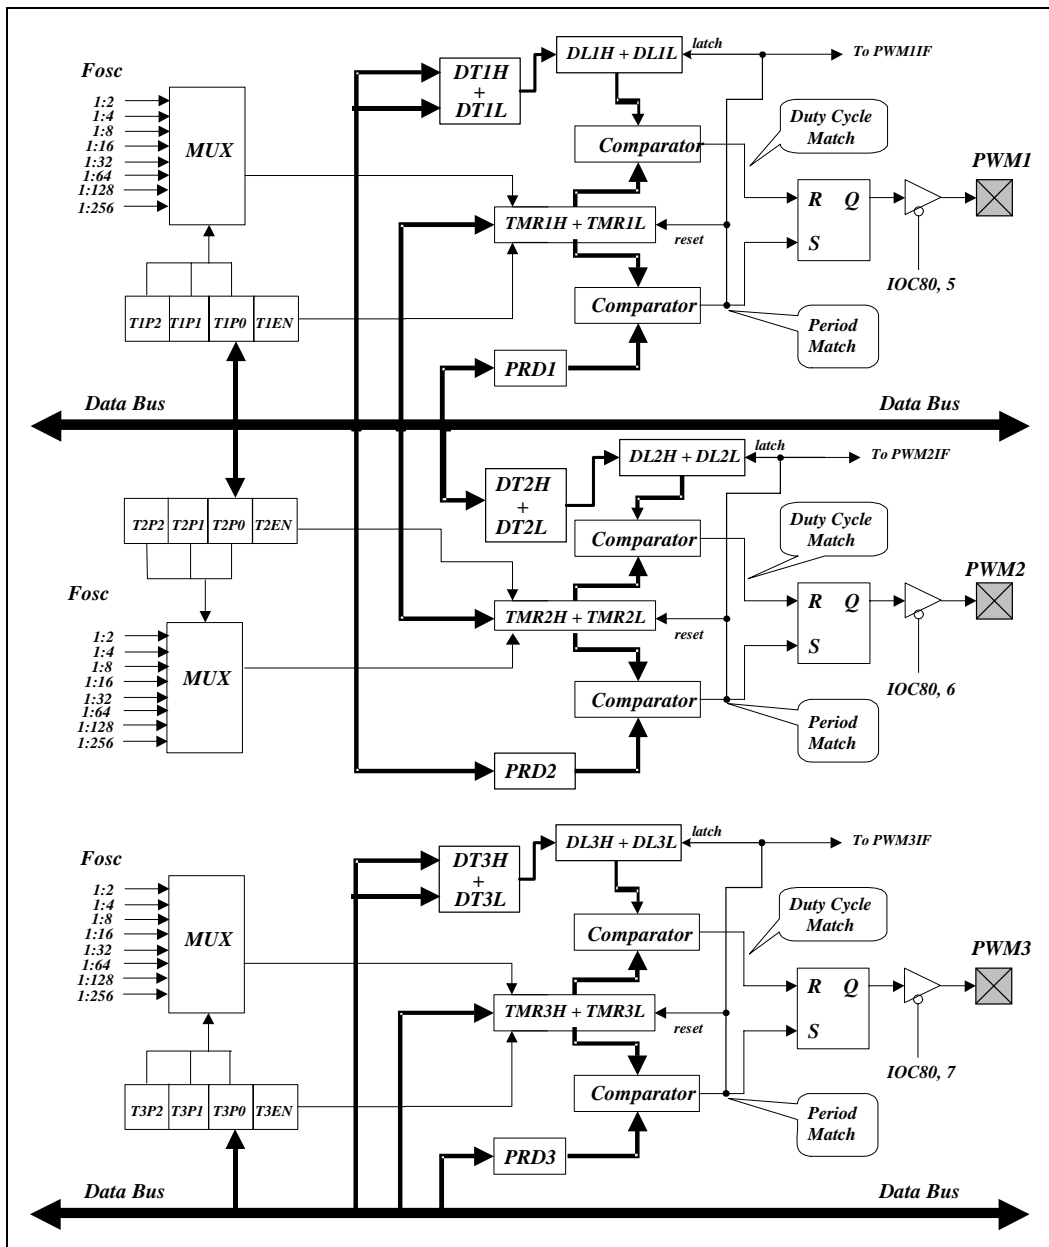 Fosc
1:2
1:4
1:8
1:16
1:32
1:64
1:128
1:256
MUX
T1P2 T1P1 T1P0 T1EN
DT1H
+
DT1L
DL1H + DL1L
latch
To PWM1IF
Comparator
Duty Cycle
Match
PWM1
TMR1H + TMR1L
reset
R Q
S
IOC80, 5
Comparator
Period
Match
PRD1
Data Bus
Data Bus
DL2H + DL2L
latch
To PWM2IF
DT2H
+
DT2L
T2P2 T2P1 T2P0 T2EN
Comparator
Duty Cycle
Match
PWM2
Fosc
1:2
1:4
1:8
1:16
1:32
1:64
1:128
1:256
MUX
TMR2H + TMR2L
reset
R Q
S
IOC80, 6
Comparator
Period
Match
PRD2
Fosc
1:2
1:4
1:8
1:16
1:32
1:64
1:128
1:256
MUX
T3P2 T3P1 T3P0 T3EN
DT3H
+
DT3L
DL3H + DL3L
latch
To PWM3IF
Comparator
Duty Cycle
Match
PWM3
TMR3H + TMR3L
reset
R Q
S
IOC80, 7
Comparator
Period
Match
PRD3
Data Bus
Data Bus